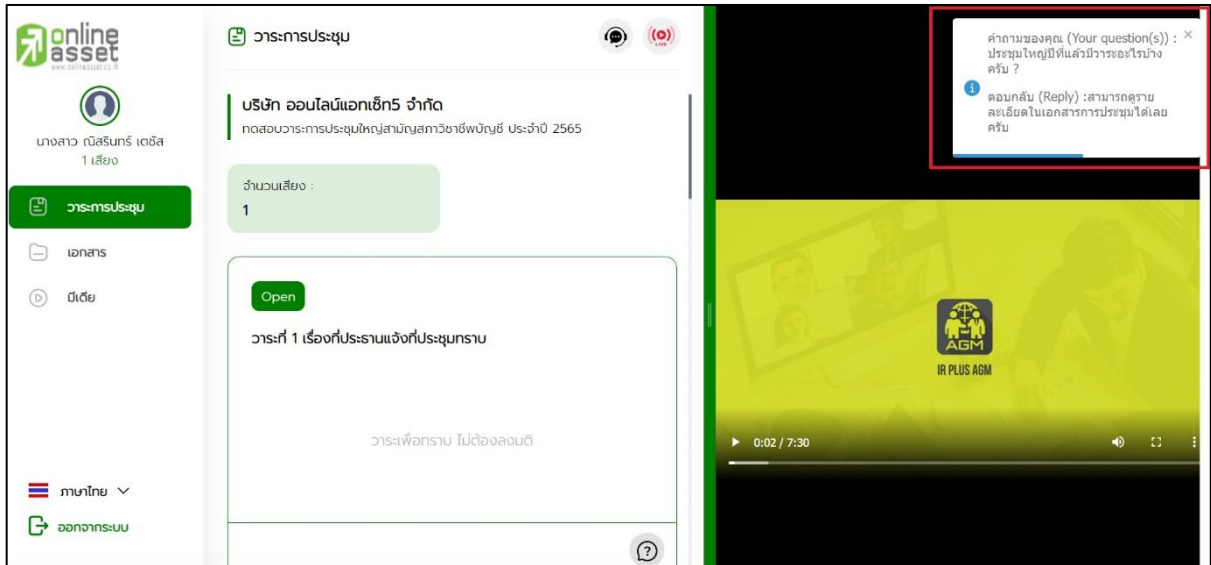 online
asset
www.onlineasset.co.th
นางสาว ณิสรินทร์ เตชัส
1 เสียง
วาระการประชุม
เอกสาร
มีเดีย
ภาษาไทย
ออกจากระบบ
วาระการประชุม
LIVE
บริษัท ออนไลน์แอทเซ็ท5 จำกัด
ทดสอบวาระการประชุมใหญ่สามัญสภาวิชาชีพบัญชี ประจำปี 2565
จำนวนเสียง :
1
Open
วาระที่ 1 เรื่องที่ประธานแจ้งที่ประชุมทราบ
วาระเพื่อทราบ ไม่ต้องลงมติ
คำถามของคุณ (Your question(s)) :
ประชุมใหญ่ปีที่แล้วมีวาระอะไรบ้าง
ครับ ?
ตอบกลับ (Reply) :สามารถดูราย
ละเอียดในเอกสารการประชุมได้เลย
ครับ
AGM
IR PLUS AGM
0:02 / 7:30